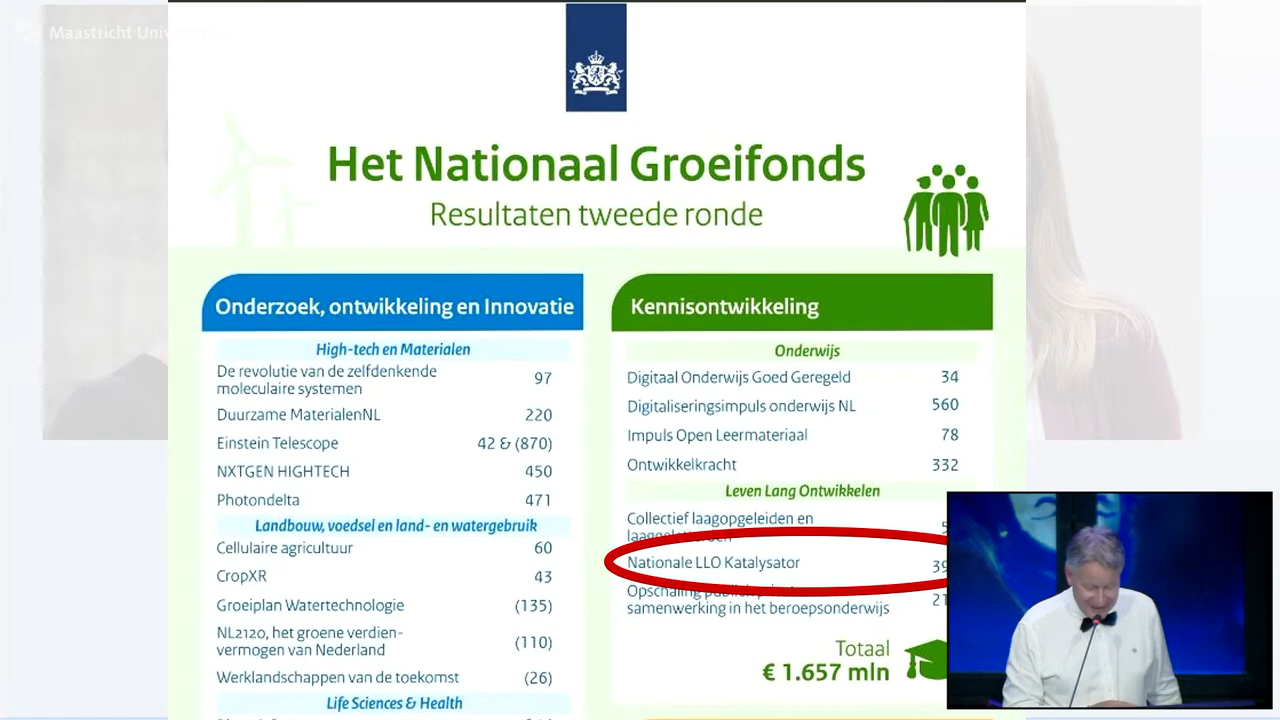 Maastricht
Het Nationaal Groeifonds
Resultaten tweede ronde
Onderzoek, ontwikkeling en Innovatie
High-tech en Materialen
De revolutie van de zelfdenkende
moleculaire systemen 97
Duurzame MaterialenNL 220
Einstein Telescope 42 & (870)
NXTGEN HIGHTECH 450
Photondelta 471
Landbouw, voedsel en land- en watergebruik
Cellulaire agricultuur 60
CropXR 43
Groeiplan Watertechnologie (135)
NL2120, het groene verdien-
vermogen van Nederland (110)
Werklandschappen van de toekomst (26)
Life Sciences & Health
Kennisontwikkeling
Onderwijs
Digitaal Onderwijs Goed Geregeld 34
Digitaliseringsimpuls onderwijs NL 560
Impuls Open Leermateriaal 78
Ontwikkelkracht 332
Leven Lang Ontwikkelen
Collectief laagopgeleiden en
Nationale LLO Katalysator
Opschaling publiek
samenwerking in het beroepsonderwijs
Totaal
€ 1.657 mln